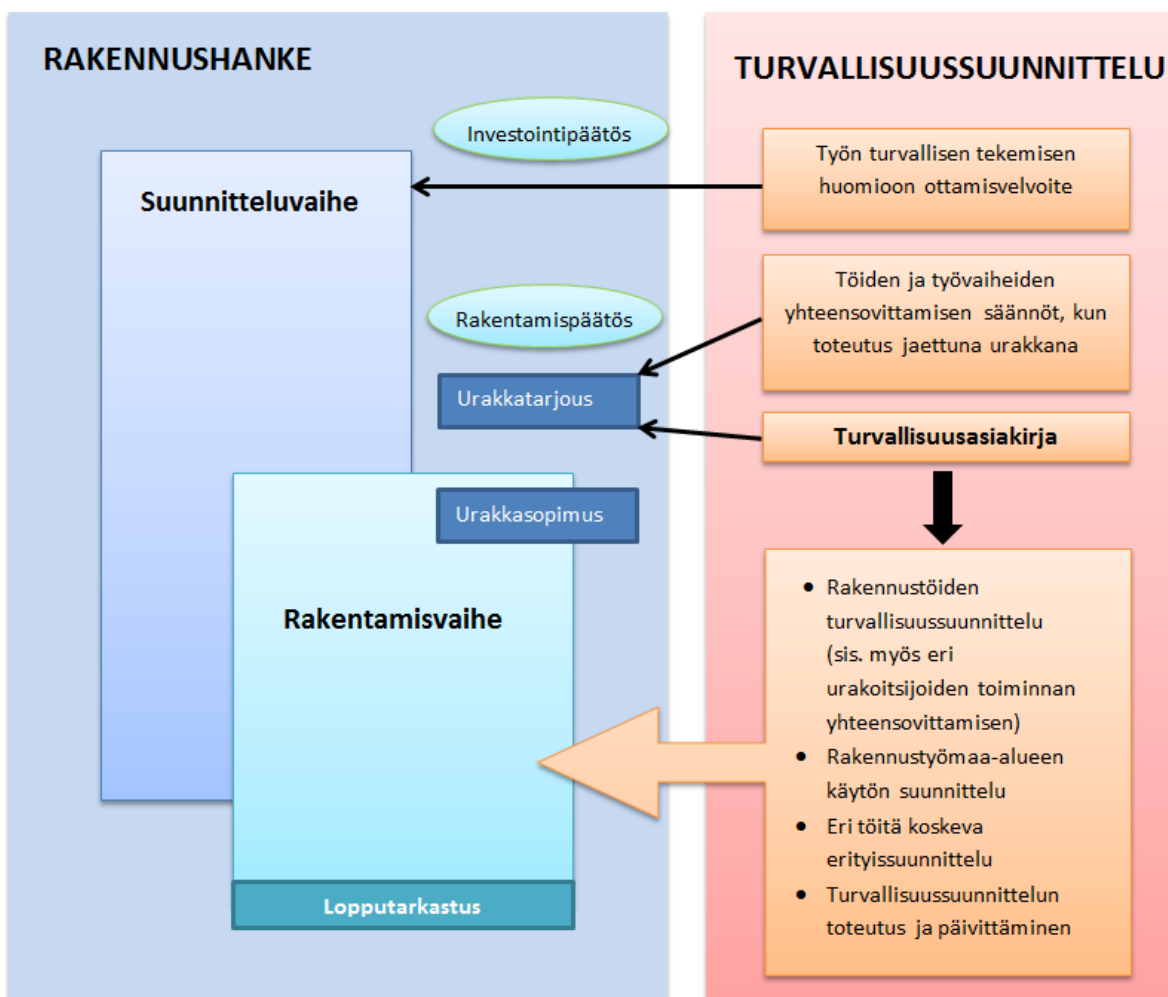 RAKENNUSHANKE
Investointipäätös
Suunnitteluvaihe
Rakentamispäätös
Urakkatarjous
Urakkasopimus
Rakentamisvaihe
Lopputarkastus
TURVALLISUUSSUUNNITTELU
Työn turvallisen tekemisen
huomioon ottamisvelvoite
Töiden ja työvaiheiden
yhteensovittamisen säännöt, kun
toteutus jaettuna urakkana
Turvallisuusasiakirja
• Rakennustöiden
turvallisuussuunnittelu
(sis. myös eri
urakoitsijoiden toiminnan
yhteensovittamisen)
• Rakennustyömaa-alueen
käytön suunnittelu
• Eri töitä koskeva
erityissuunnittelu
• Turvallisuussuunnittelun
toteutus ja päivittäminen